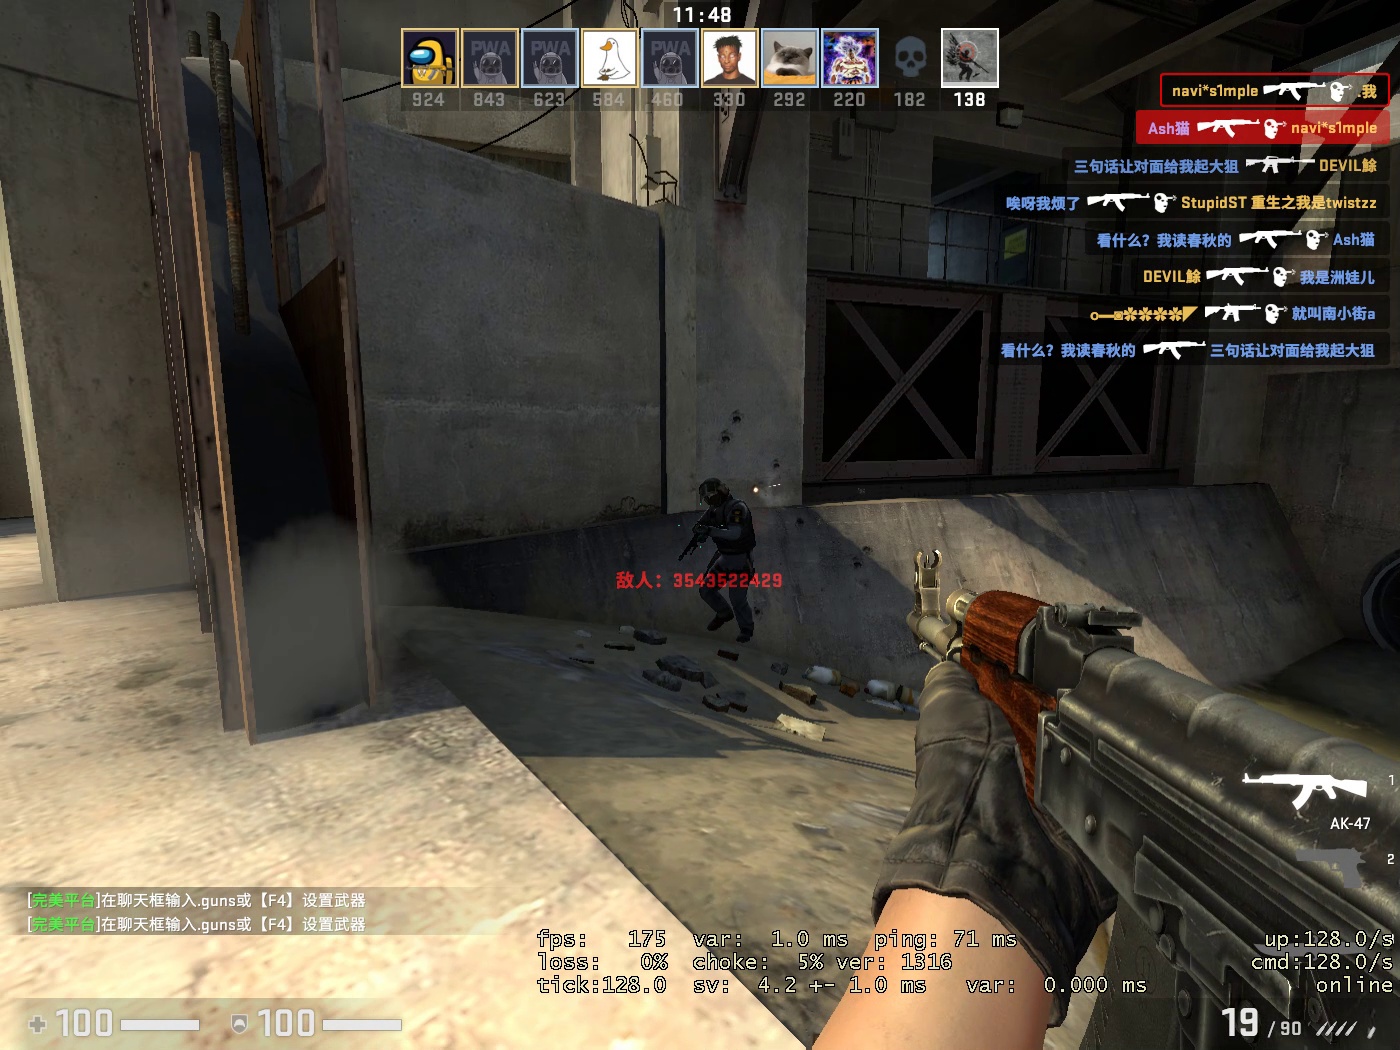 11:48
PWA PWA PWA
924 843 623 584 460 330 292 220 182 138
navi*s1mple .我
Ash猫 navi*s1mple
三句话让对面给我起大狙 DEVIL鮽
唉呀我烦了 StupidST 重生之我是twistzz
看什么？我读春秋的 Ash猫
DEVIL鮽 我是洲娃儿
就叫南小街a
看什么？我读春秋的 三句话让对面给我起大狙
敌人：3543522429
1
AK-47
2
[完美平台]在聊天框输入.guns或【F4】设置武器
[完美平台]在聊天框输入.guns或【F4】设置武器
fps: 175 var: 1.0 ms ping: 71 ms up:128.0/s
loss: 0% choke: 5% ver: 1316 cmd:128.0/s
tick:128.0 sv: 4.2 +- 1.0 ms var: 0.000 ms online
100 100 19 / 90